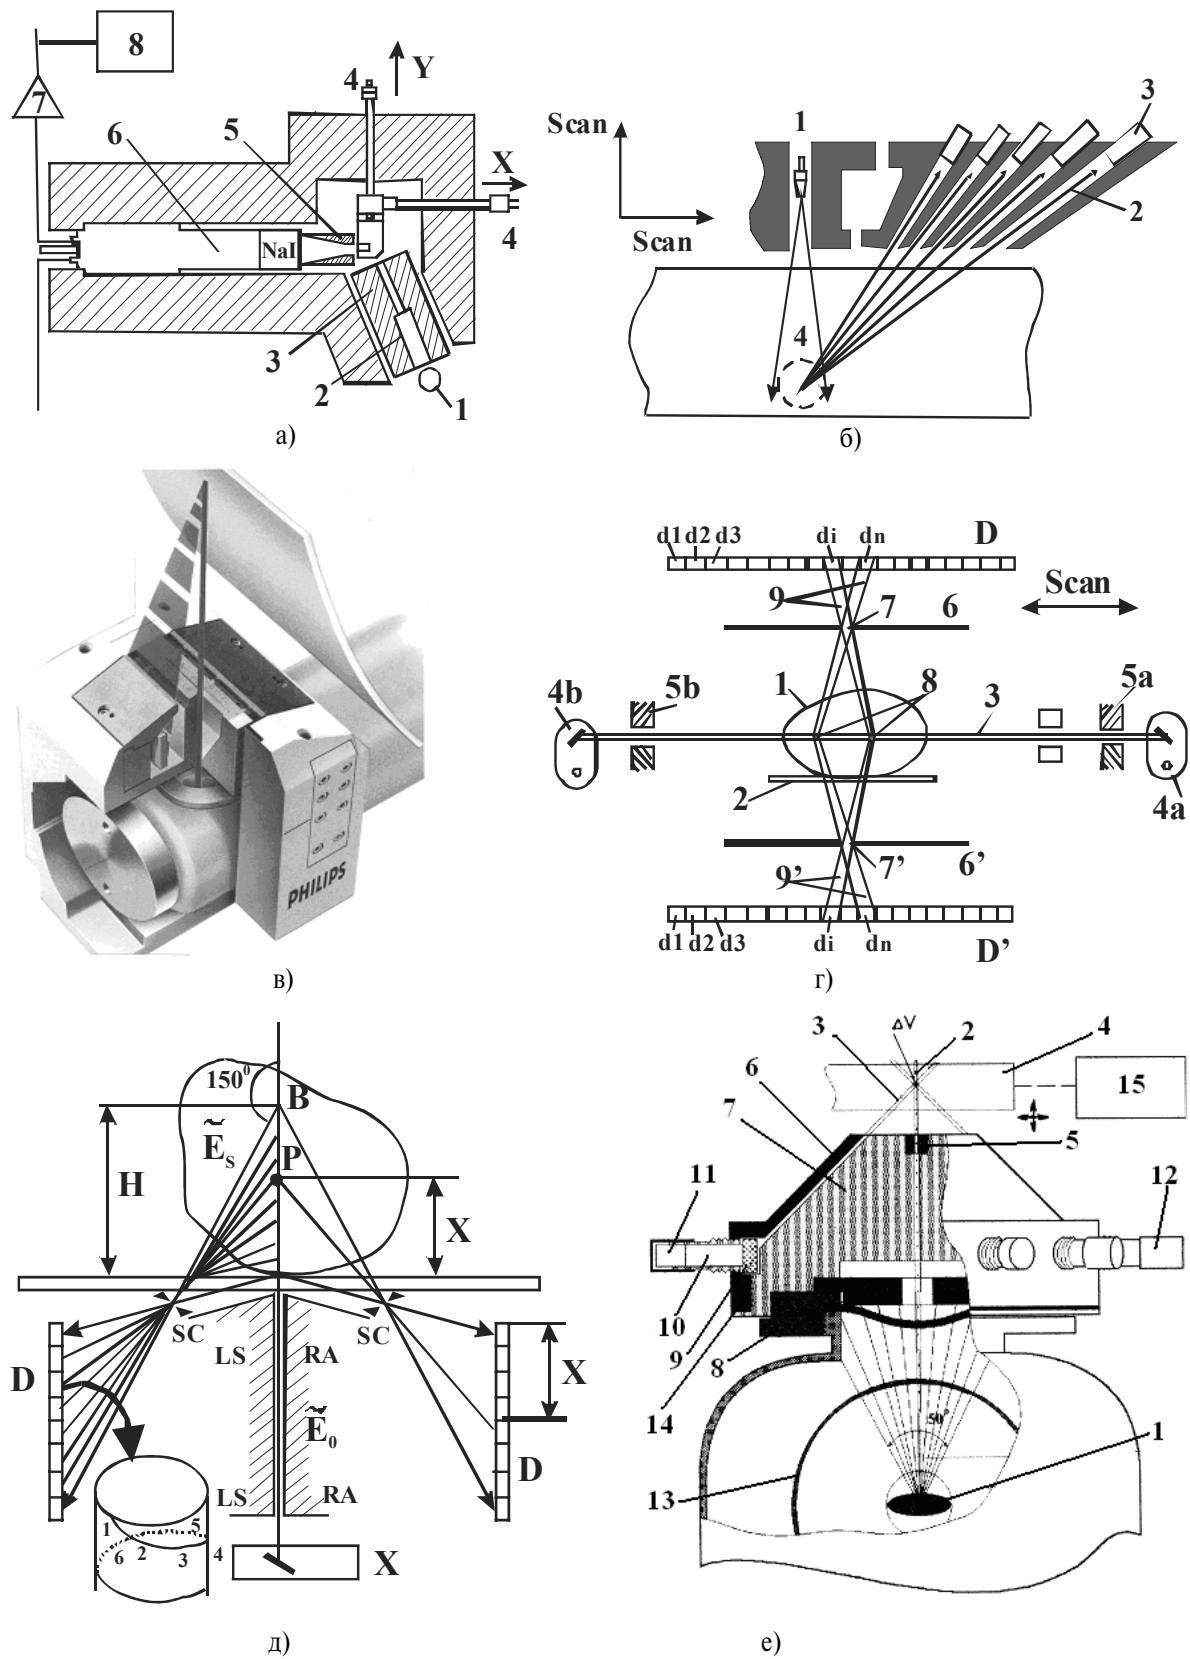 8
7
4
Y
6
5
X
4
NaI
3
2
1
а)
Scan
Scan
1
3
2
4
б)
PHILIPS
в)
d1 d2 d3
di
dn
D
Scan
9
7
6
4b
5b
1
8
3
5a
2
4a
7’
6’
9’
d1 d2 d3
di
dn
D’
г)
150⁰
B
Ẽs
P
H
X
SC
SC
LS
RA
D
X
Ẽ0
D
LS
RA
1
5
6
2
3
4
X
д)
3
ΔV
2
4
6
15
7
5
11
12
10
9
8
14
50°
1
13
е)